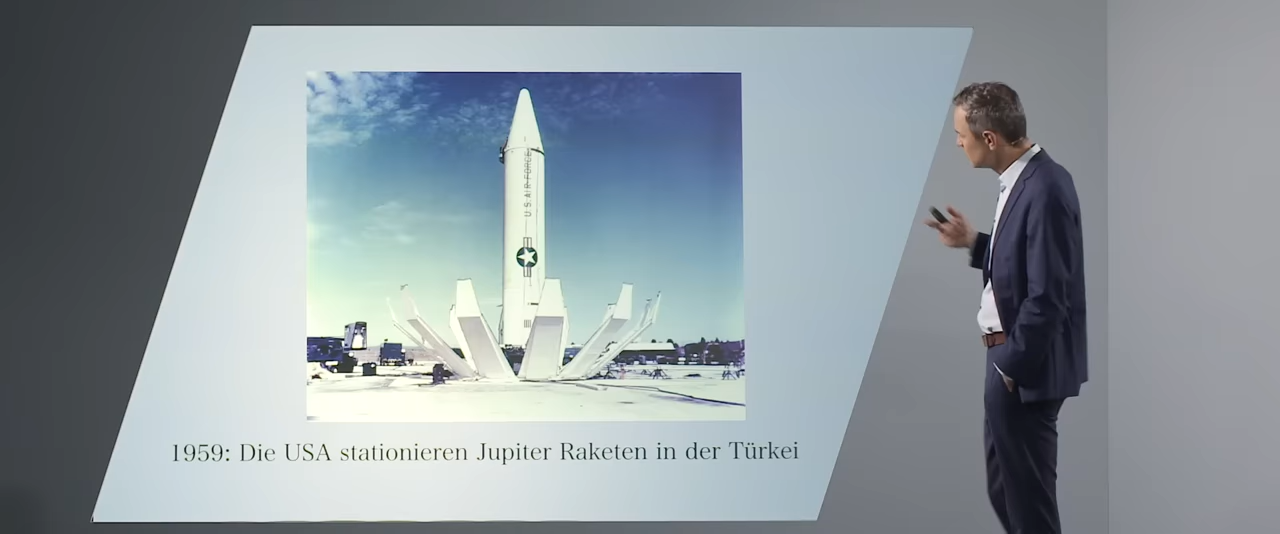 U.S. AIR FORCE
1959: Die USA stationieren Jupiter Raketen in der Türkei